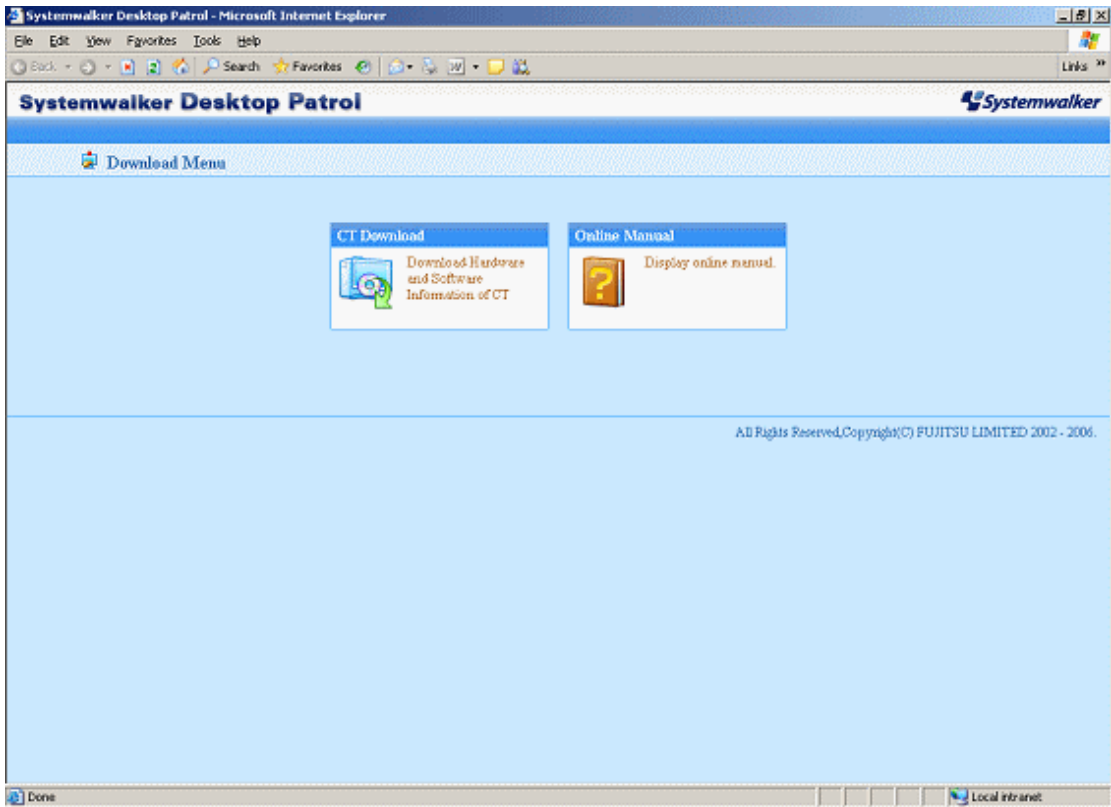 Systemwalker Desktop Patrol - Microsoft Internet Explorer
File Edit View Favorites Tools Help
Back Search Favorites Links »
Systemwalker Desktop Patrol Systemwalker
Download Menu
CT Download
Download Hardware
and Software
Information of CT
Online Manual
Display online manual.
All Rights Reserved,Copyright(C) FUJITSU LIMITED 2002 - 2006.
Done Local intranet